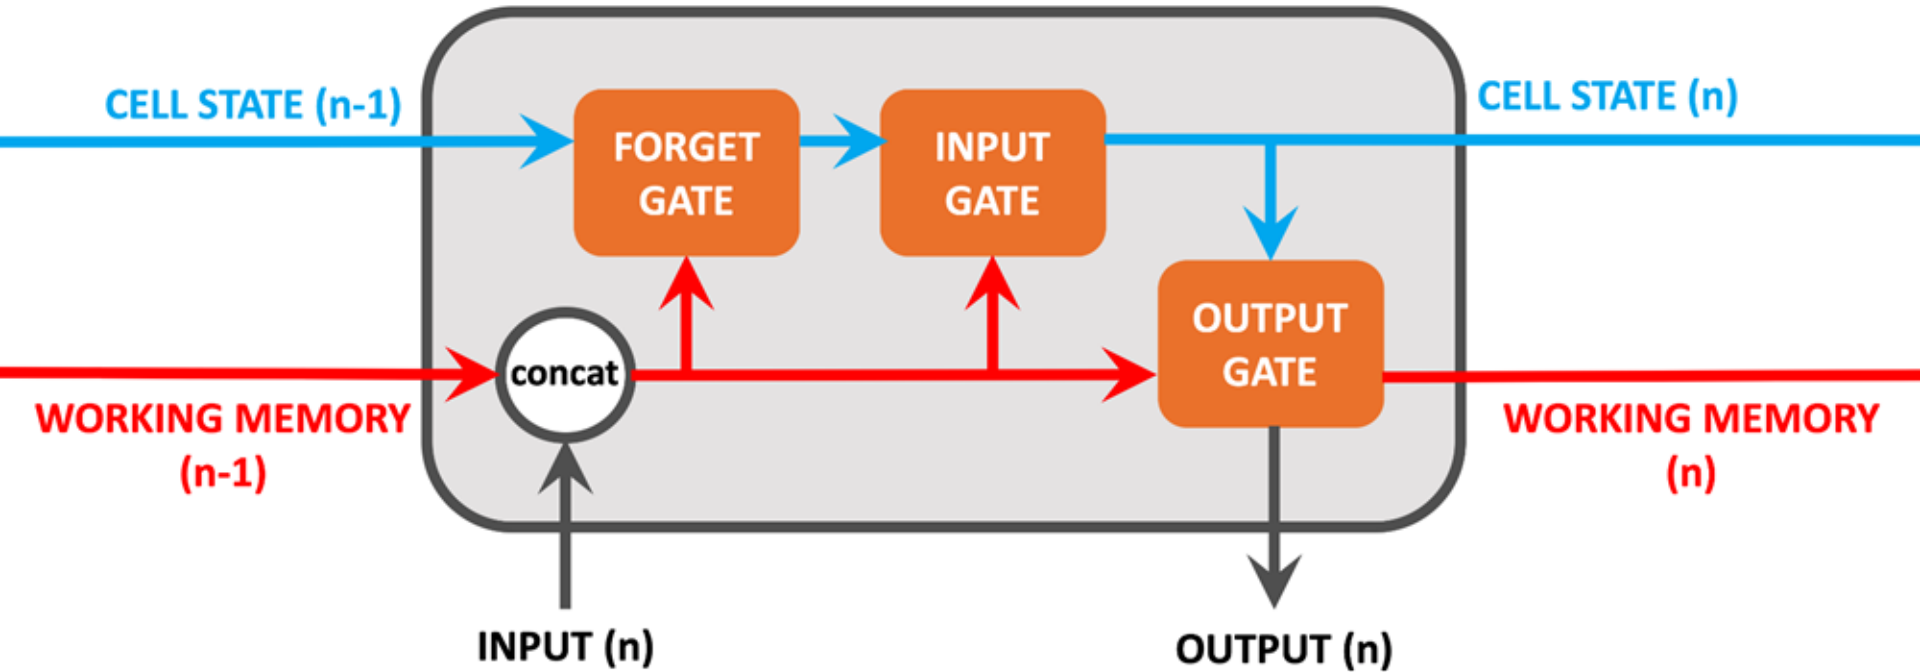 CELL STATE (n-1)
CELL STATE (n)
FORGET
GATE
INPUT
GATE
OUTPUT
GATE
concat
WORKING MEMORY
(n-1)
WORKING MEMORY
(n)
INPUT (n)
OUTPUT (n)